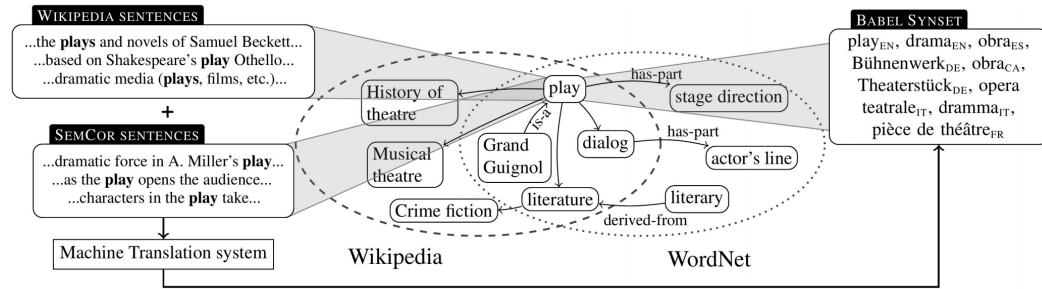 WIKIPEDIA SENTENCES
...the plays and novels of Samuel Beckett...
...based on Shakespeare's play Othello...
...dramatic media (plays, films, etc.)...
+
SEMCOR SENTENCES
...dramatic force in A. Miller's play...
...as the play opens the audience...
...characters in the play take...
Machine Translation system
play
has-part
stage direction
History of
theatre
is-a
Grand
Guignol
dialog
has-part
actor's line
Musical
theatre
literature
literary
derived-from
Crime fiction
Wikipedia
WordNet
BABEL SYNSET
playEN, dramaEN, obraES,
BühnenwerkDE, obraCA,
TheaterstückDE, opera
teatraleIT, drammaIT,
pièce de théâtreFR